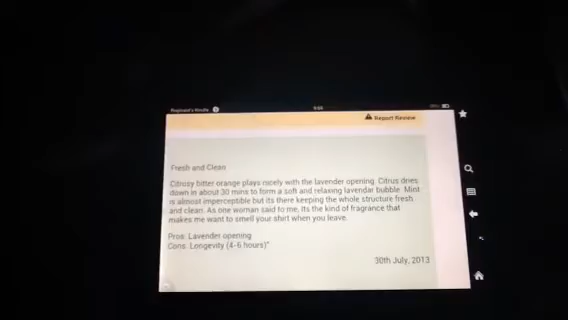 Reginald's Kindle
9:55
Report Review
Fresh and Clean
Citrusy bitter orange plays nicely with the lavender opening. Citrus dries
down in about 30 mins to form a soft and relaxing lavendar bubble. Mint
is almost imperceptible but its there keeping the whole structure fresh
and clean. As one woman said to me, its the kind of fragrance that
makes me want to smell your shirt when you leave.
Pros: Lavender opening
Cons: Longevity (4-6 hours)"
30th July, 2013